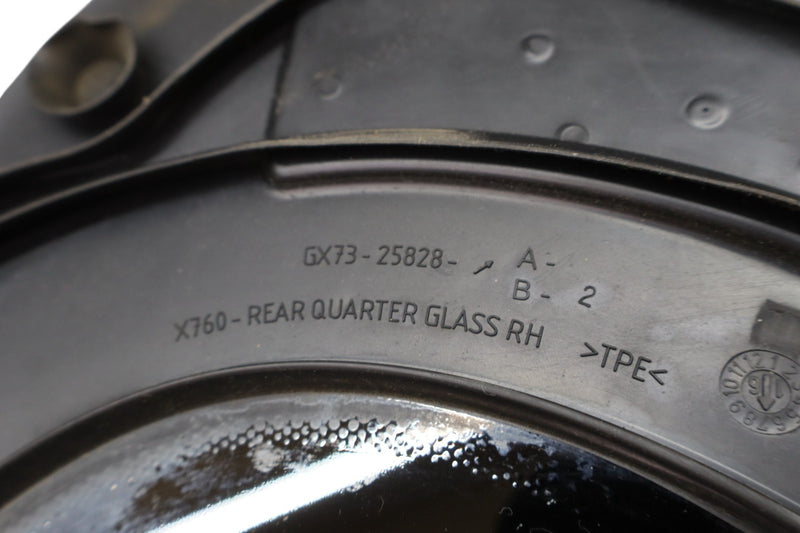 GX73-25828- A-
B- 2
X760-REAR QUARTER GLASS RH
>TPE<